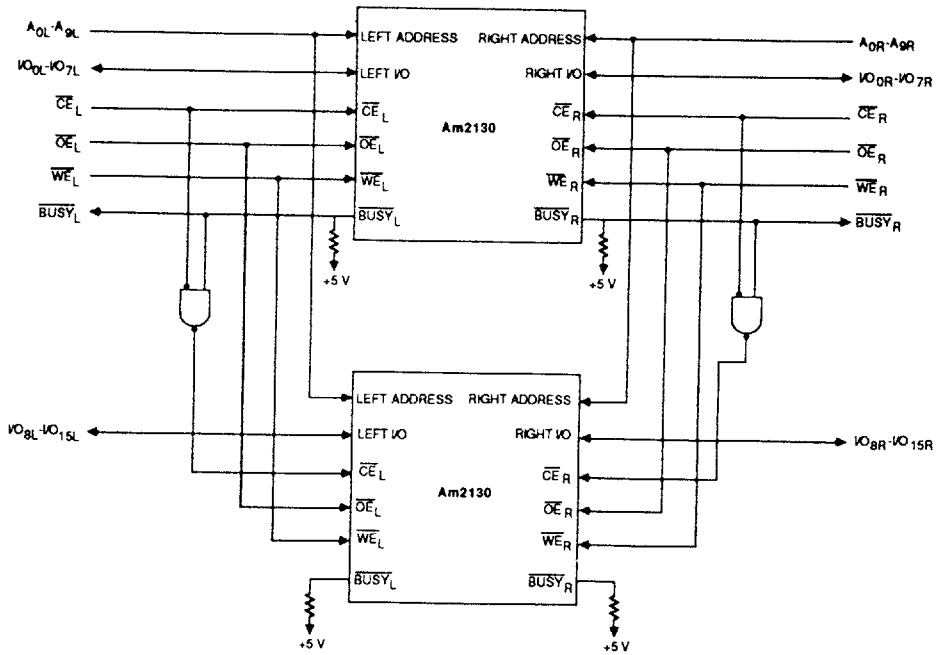 A0L-A9L
I/O0L-I/O7L
CEL
OEL
WEL
BUSYL
LEFT ADDRESS RIGHT ADDRESS
LEFT I/O RIGHT I/O
CEL CER
Am2130
OEL OER
WEL WER
BUSYL BUSYR
A0R-A9R
I/O0R-I/O7R
CER
OER
WER
BUSYR
+5 V
+5 V
LEFT ADDRESS RIGHT ADDRESS
I/O8L-I/O15L
LEFT I/O RIGHT I/O
I/O8R-I/O15R
CEL CER
Am2130
OEL OER
WEL WER
BUSYL BUSYR
+5 V
+5 V